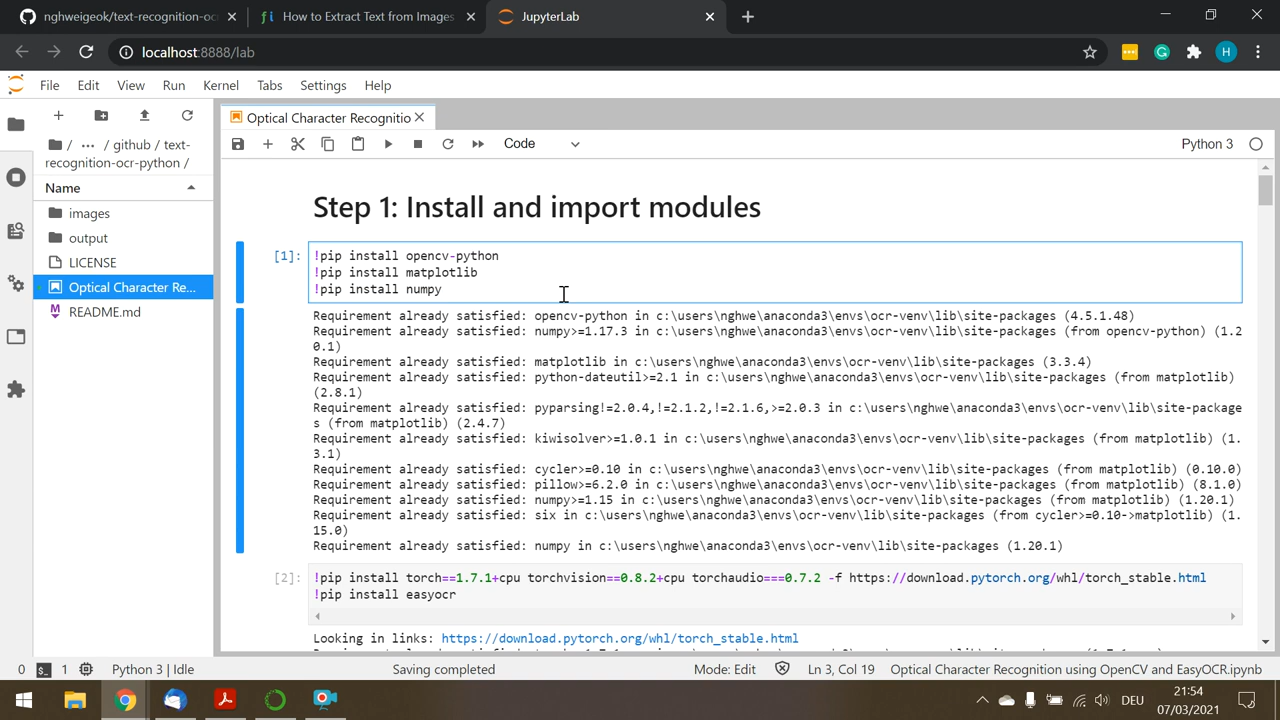 nghweigeok/text-recognition-oc
How to Extract Text from Images
JupyterLab
localhost:8888/lab
H
File Edit View Run Kernel Tabs Settings Help
Optical Character Recognitio
Code
Python 3
/ ... / github / text-
recognition-ocr-python /
Name
images
output
LICENSE
Optical Character Re...
README.md
Step 1: Install and import modules
[1]:
!pip install opencv-python
!pip install matplotlib
!pip install numpy
Requirement already satisfied: opencv-python in c:\users\nghwe\anaconda3\envs\ocr-venv\lib\site-packages (4.5.1.48)
Requirement already satisfied: numpy>=1.17.3 in c:\users\nghwe\anaconda3\envs\ocr-venv\lib\site-packages (from opencv-python) (1.2
0.1)
Requirement already satisfied: matplotlib in c:\users\nghwe\anaconda3\envs\ocr-venv\lib\site-packages (3.3.4)
Requirement already satisfied: python-dateutil>=2.1 in c:\users\nghwe\anaconda3\envs\ocr-venv\lib\site-packages (from matplotlib)
(2.8.1)
Requirement already satisfied: pyparsing!=2.0.4,!=2.1.2,!=2.1.6,>=2.0.3 in c:\users\nghwe\anaconda3\envs\ocr-venv\lib\site-package
s (from matplotlib) (2.4.7)
Requirement already satisfied: kiwisolver>=1.0.1 in c:\users\nghwe\anaconda3\envs\ocr-venv\lib\site-packages (from matplotlib) (1.
3.1)
Requirement already satisfied: cycler>=0.10 in c:\users\nghwe\anaconda3\envs\ocr-venv\lib\site-packages (from matplotlib) (0.10.0)
Requirement already satisfied: pillow>=6.2.0 in c:\users\nghwe\anaconda3\envs\ocr-venv\lib\site-packages (from matplotlib) (8.1.0)
Requirement already satisfied: numpy>=1.15 in c:\users\nghwe\anaconda3\envs\ocr-venv\lib\site-packages (from matplotlib) (1.20.1)
Requirement already satisfied: six in c:\users\nghwe\anaconda3\envs\ocr-venv\lib\site-packages (from cycler>=0.10->matplotlib) (1.
15.0)
Requirement already satisfied: numpy in c:\users\nghwe\anaconda3\envs\ocr-venv\lib\site-packages (1.20.1)
[2]:
!pip install torch==1.7.1+cpu torchvision==0.8.2+cpu torchaudio===0.7.2 -f https://download.pytorch.org/whl/torch_stable.html
!pip install easyocr
Looking in links: https://download.pytorch.org/whl/torch_stable.html
0 1 Python 3 | Idle Saving completed Mode: Edit Ln 3, Col 19 Optical Character Recognition using OpenCV and EasyOCR.ipynb
DEU
21:54
07/03/2021